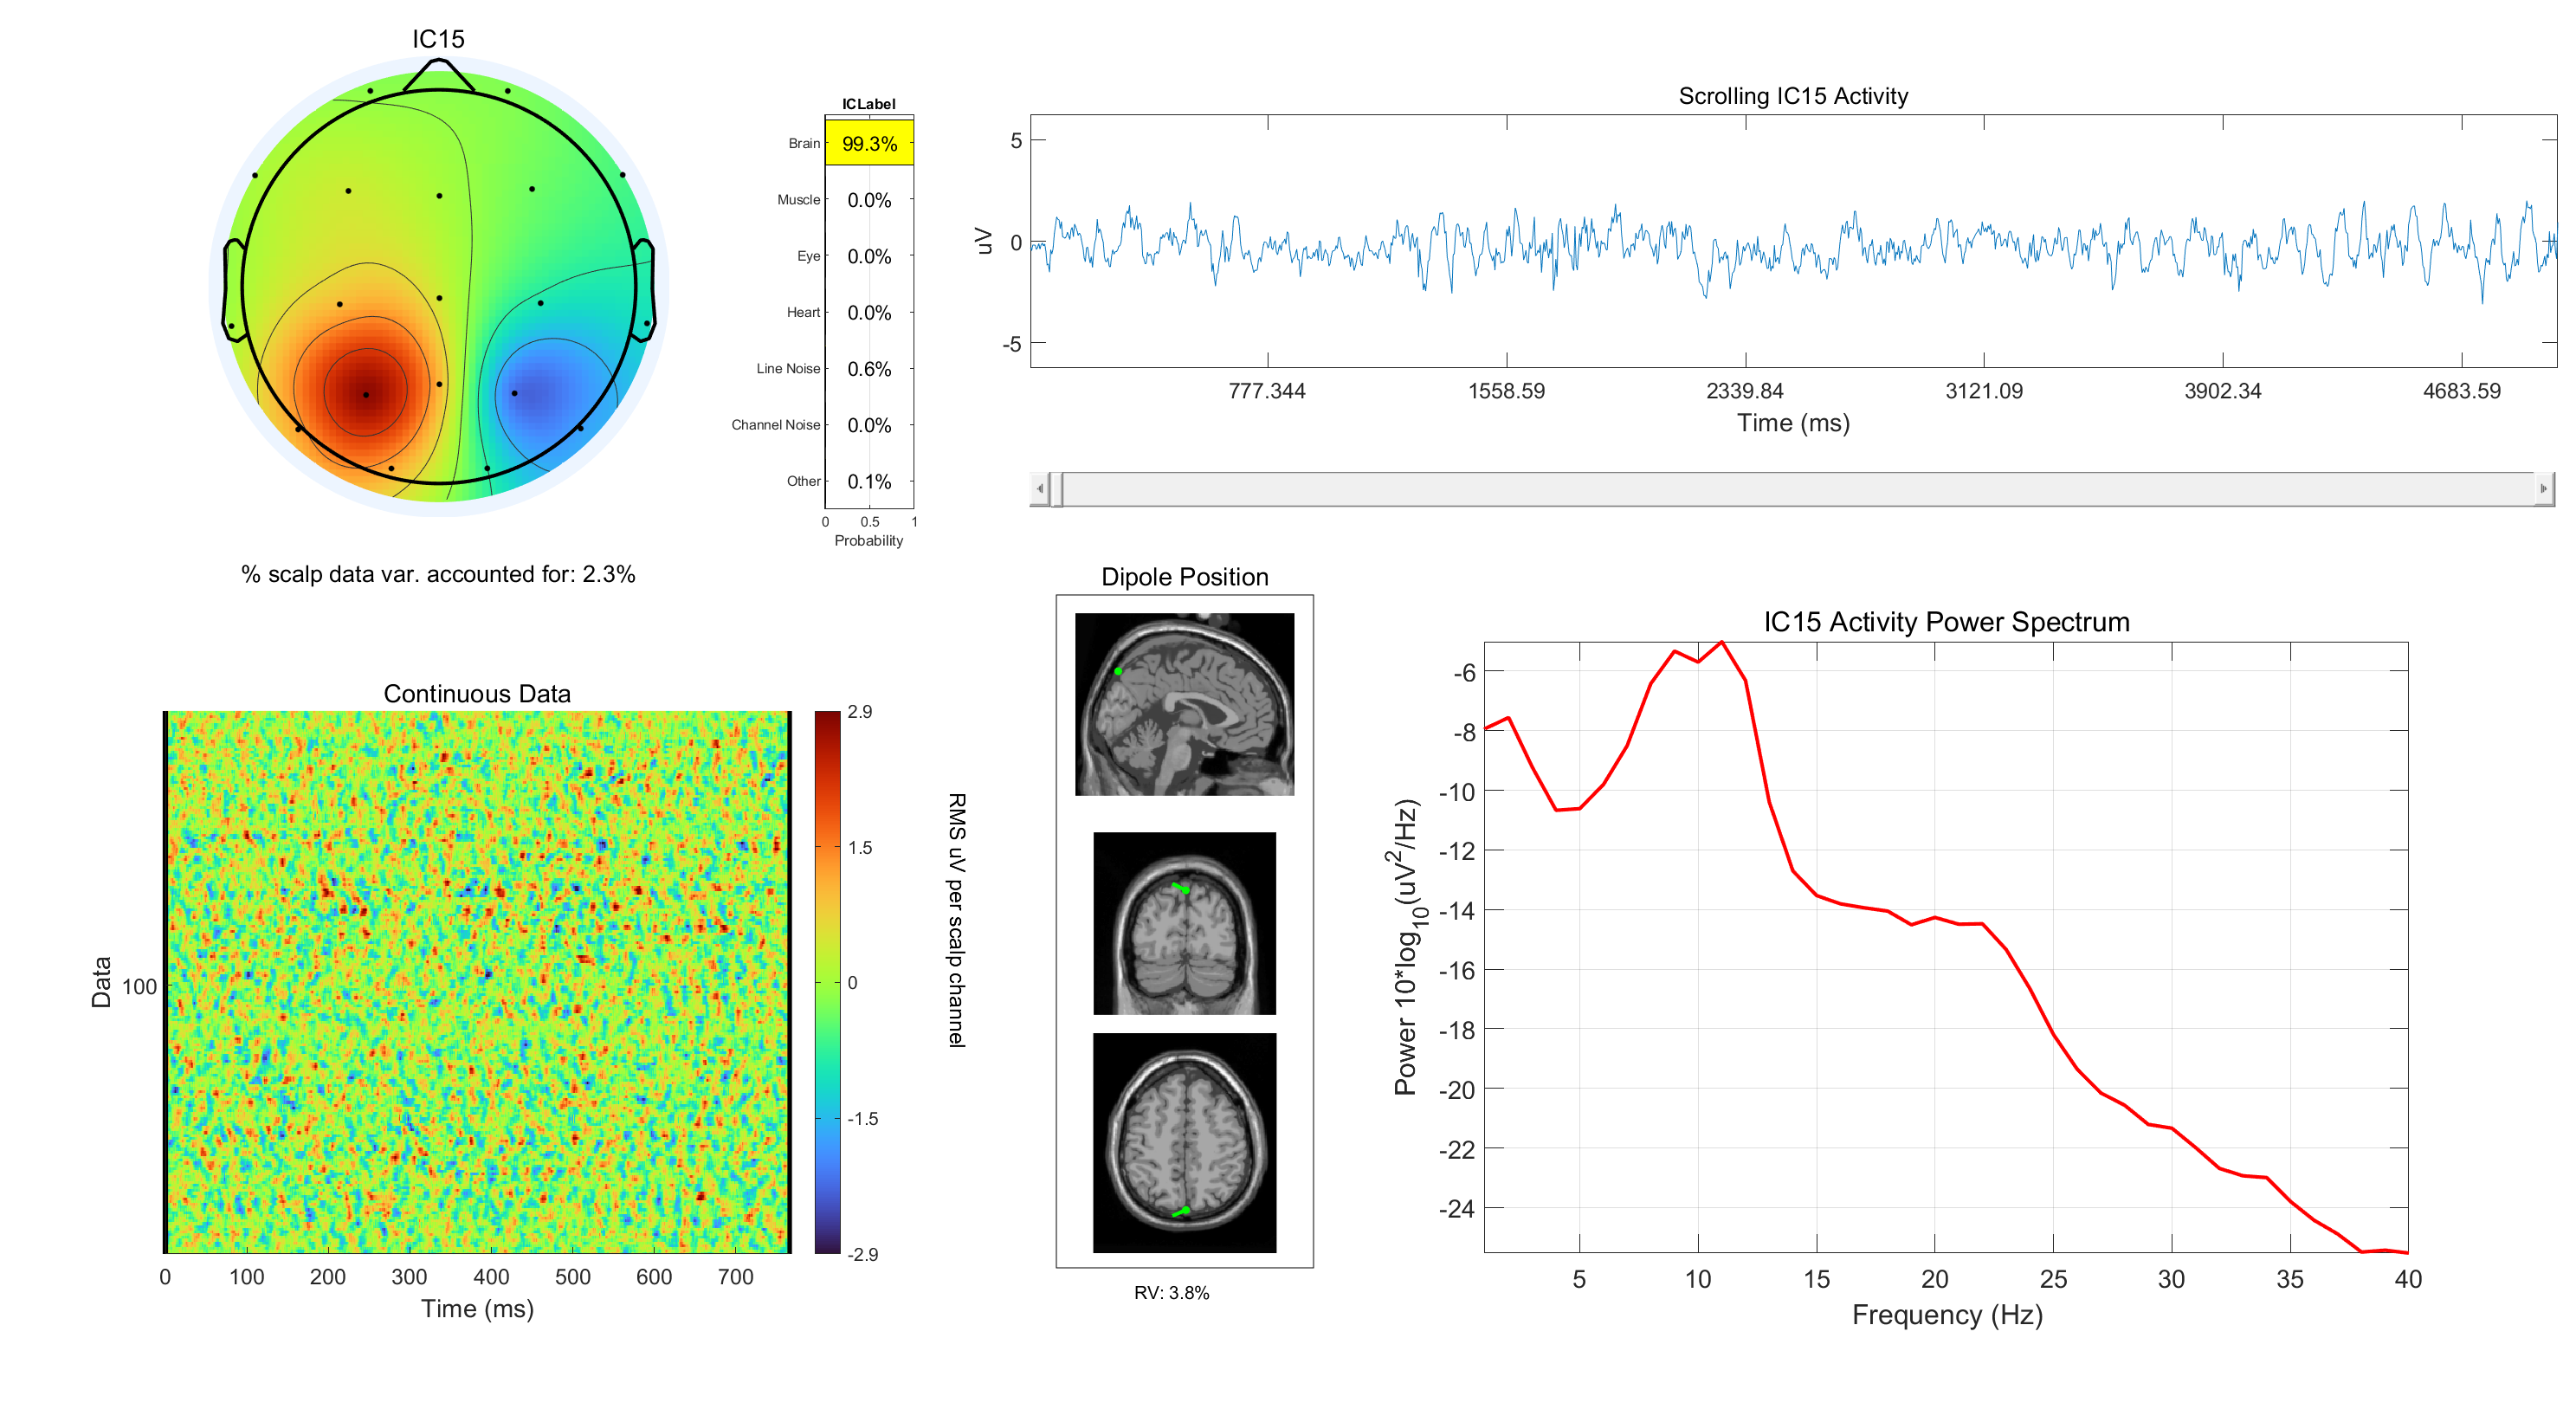 IC15
ICLabel
Brain 99.3%
Muscle 0.0%
Eye 0.0%
Heart 0.0%
Line Noise 0.6%
Channel Noise 0.0%
Other 0.1%
0 0.5 1
Probability
% scalp data var. accounted for: 2.3%
Scrolling IC15 Activity
5
0
-5
uV
777.344 1558.59 2339.84 3121.09 3902.34 4683.59
Time (ms)
Continuous Data
Data
100
0 100 200 300 400 500 600 700
Time (ms)
2.9
1.5
0
-1.5
-2.9
RMS uV per scalp channel
Dipole Position
RV: 3.8%
IC15 Activity Power Spectrum
Power 10*log10(uV2/Hz)
-6
-8
-10
-12
-14
-16
-18
-20
-22
-24
5 10 15 20 25 30 35 40
Frequency (Hz)